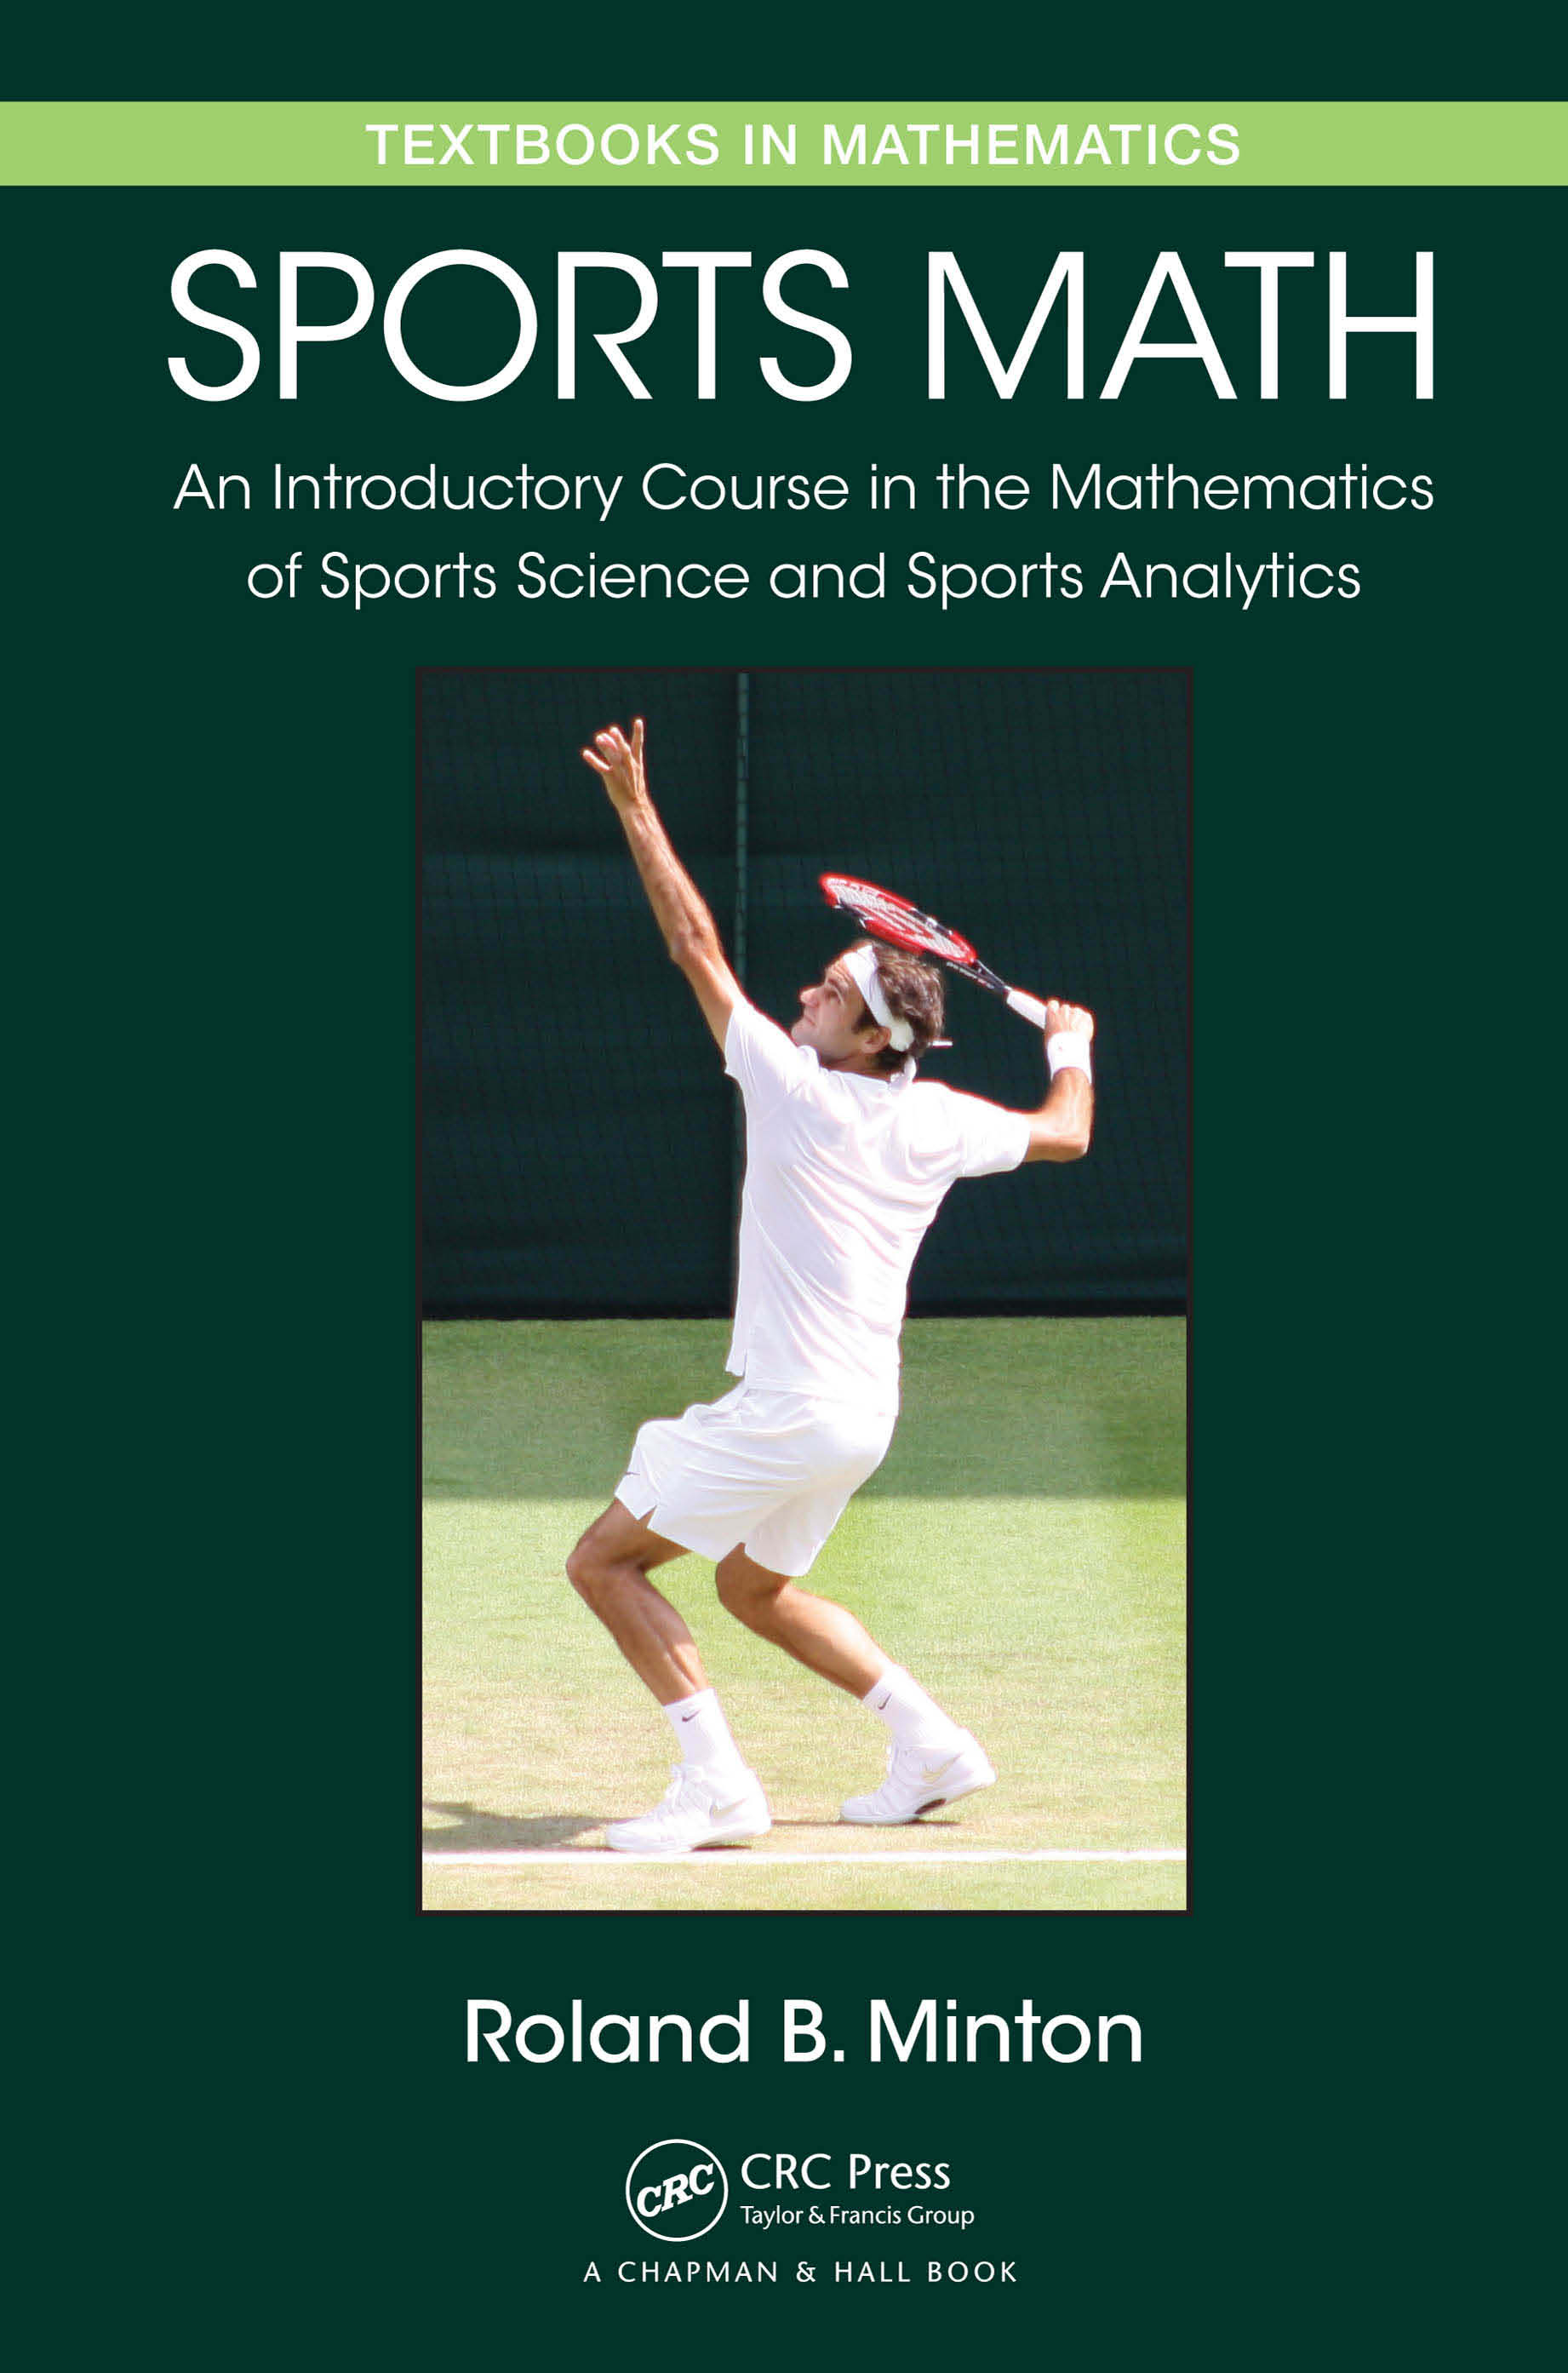 TEXTBOOKS IN MATHEMATICS
SPORTS MATH
An Introductory Course in the Mathematics
of Sports Science and Sports Analytics
Roland B. Minton
CRC
CRC Press
Taylor & Francis Group
A CHAPMAN & HALL BOOK